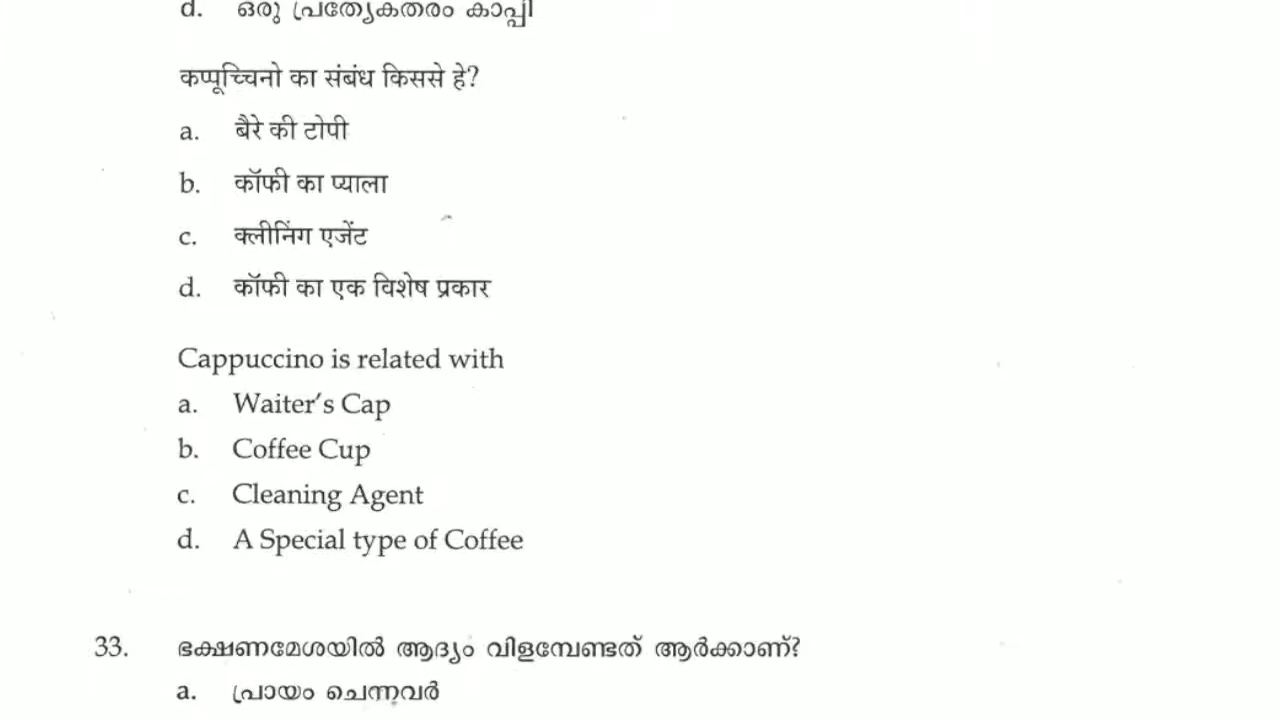 d. ഒരു പ്രത്യേകതരം കാപ്പി
कप्पूच्चिनो का संबंध किससे हे?
a. बैरे की टोपी
b. कॉफी का प्याला
c. क्लीनिंग एजेंट
d. कॉफी का एक विशेष प्रकार
Cappuccino is related with
a. Waiter's Cap
b. Coffee Cup
c. Cleaning Agent
d. A Special type of Coffee
33. ഭക്ഷണമേശയിൽ ആദ്യം വിളമ്പേണ്ടത് ആർക്കാണ്?
a. പ്രായം ചെന്നവർ